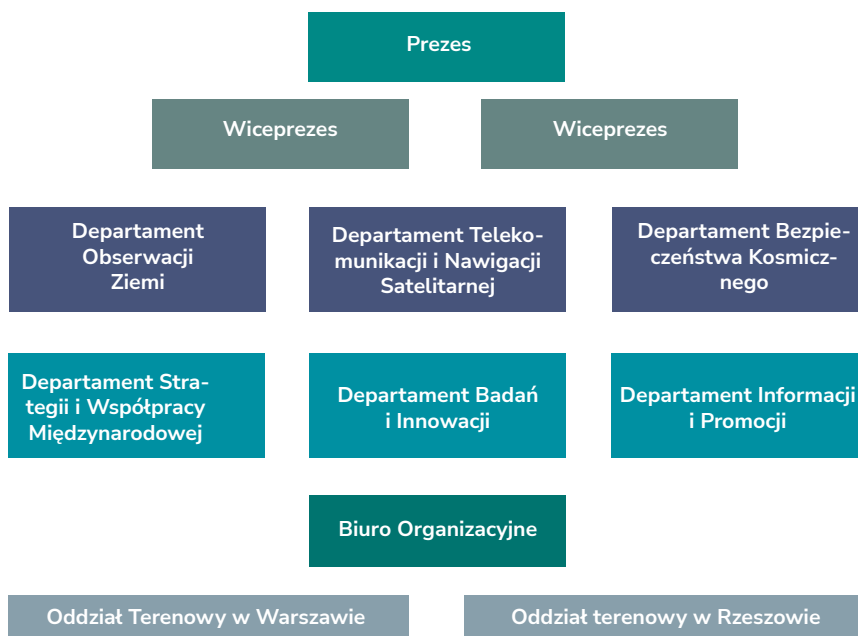 Prezes
Wiceprezes
Wiceprezes
Departament
Obserwacji
Ziemi
Departament Teleko-
munikacji i Nawigacji
Satelitarnej
Departament Bezpie-
czeństwa Kosmicz-
nego
Departament Stra-
tegii i Współpracy
Międzynarodowej
Departament Badań
i Innowacji
Departament Informacji
i Promocji
Biuro Organizacyjne
Oddział Terenowy w Warszawie
Oddział terenowy w Rzeszowie